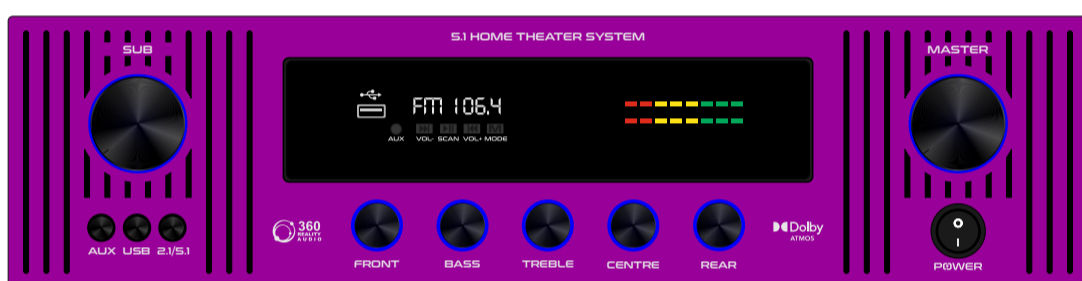 5.1 HOME THEATER SYSTEM
SUB
MASTER
FM 106.4
AUX VOL- SCAN VOL+ MODE
AUX USB 2.1/5.1
360
REALITY
AUDIO
Dolby
ATMOS
FRONT BASS TREBLE CENTRE REAR
POWER